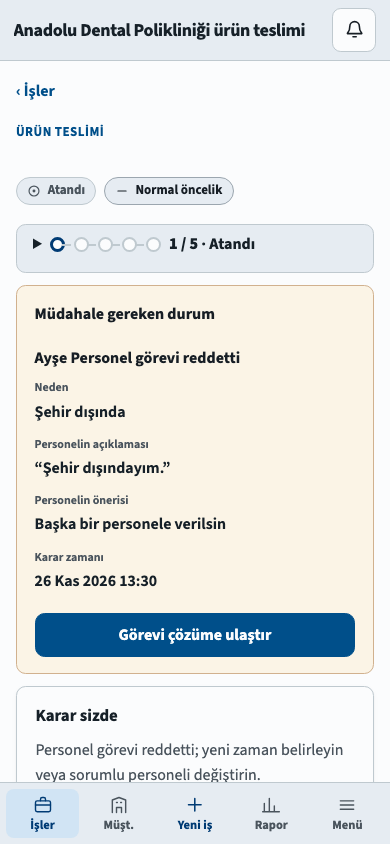 Anadolu Dental Polikliniği ürün teslimi
‹ İşler
ÜRÜN TESLİMİ
Atandı
Normal öncelik
1 / 5 · Atandı
Müdahale gereken durum
Ayşe Personel görevi reddetti
Neden
Şehir dışında
Personelin açıklaması
“Şehir dışındayım.”
Personelin önerisi
Başka bir personele verilsin
Karar zamanı
26 Kas 2026 13:30
Görevi çözüme ulaştır
Karar sizde
Personel görevi reddetti; yeni zaman belirleyin
veya sorumlu personeli değiştirin.
İşler
Müşt.
Yeni iş
Rapor
Menü